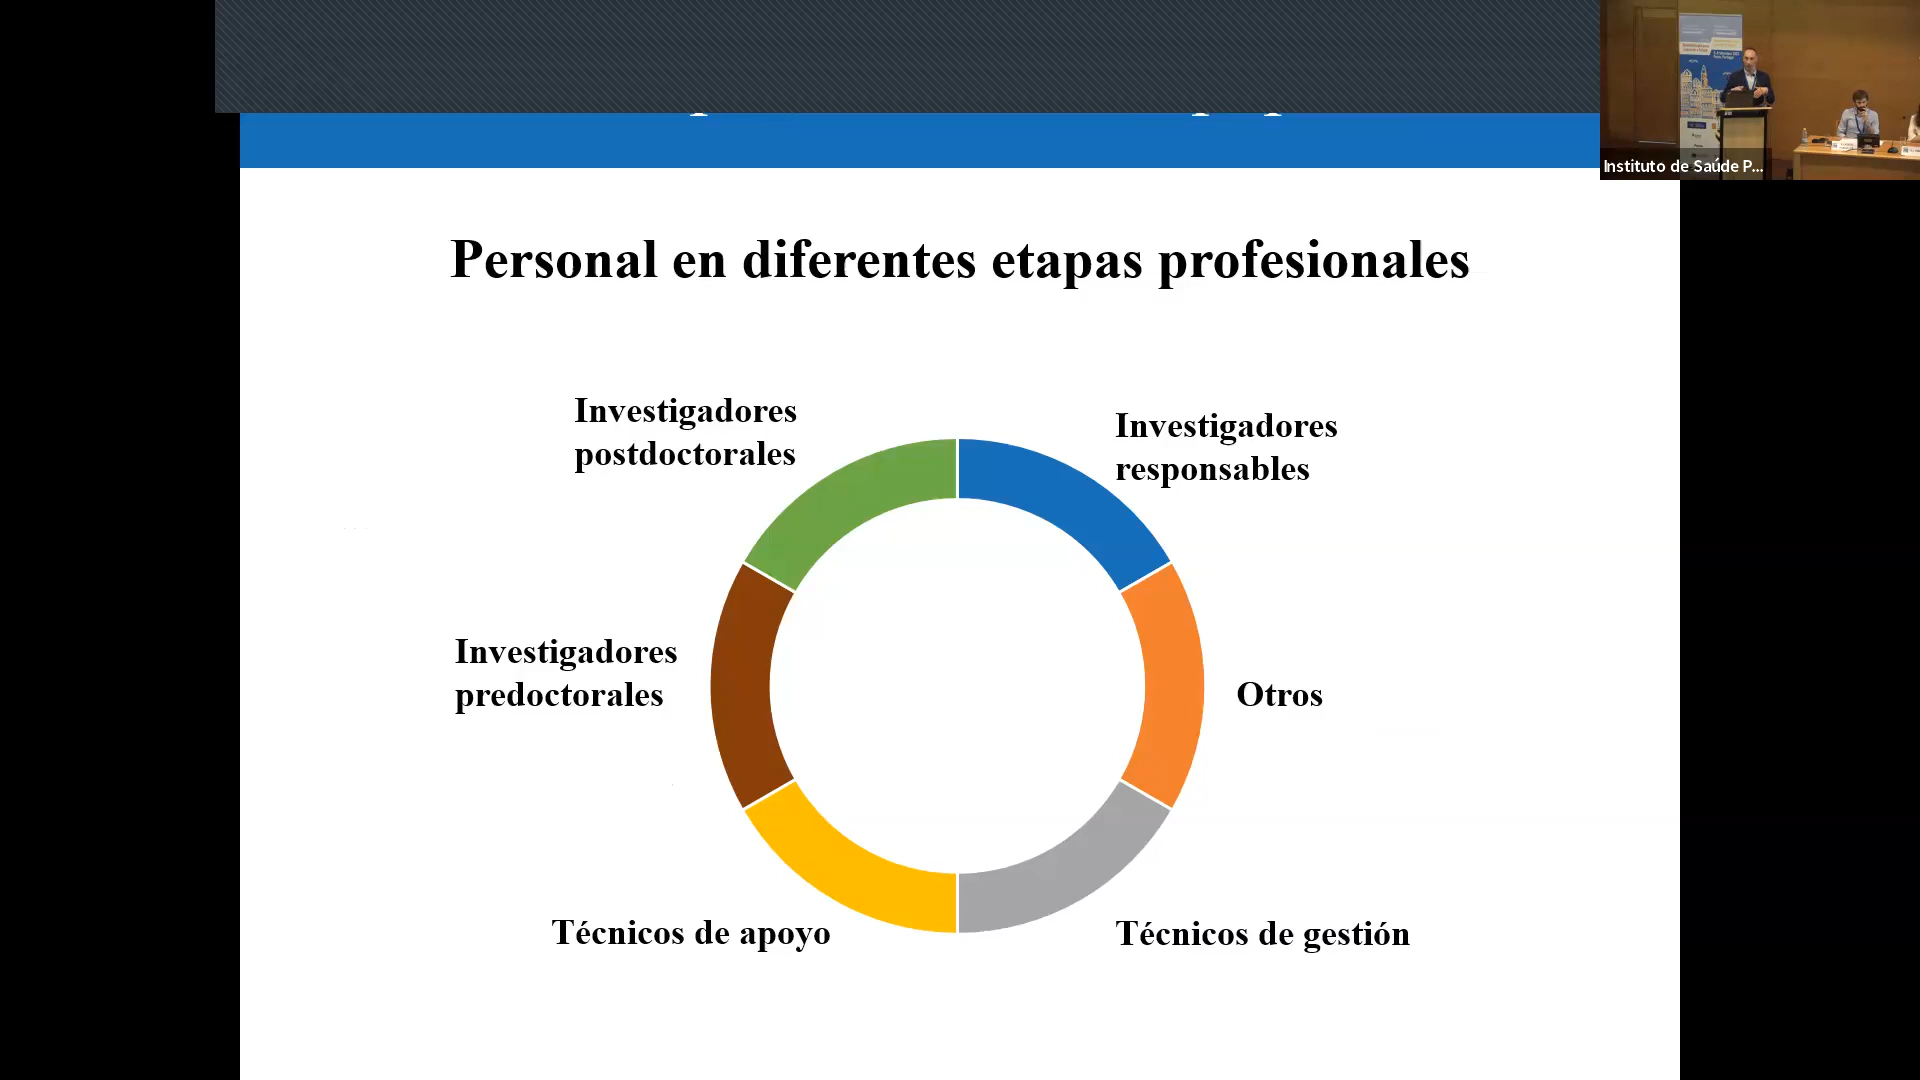 Instituto de Saúde P...
Personal en diferentes etapas profesionales
Investigadores
postdoctorales
Investigadores
responsables
Investigadores
predoctorales
Otros
Técnicos de apoyo
Técnicos de gestión